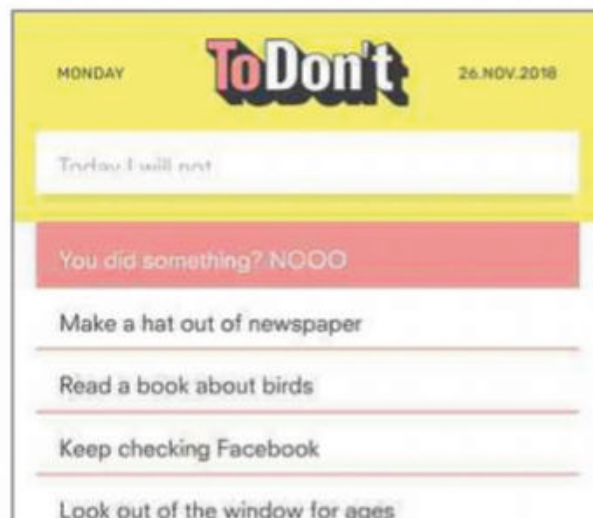 MONDAY ToDon't 26.NOV.2018
Today I will not
You did something? NOOO
Make a hat out of newspaper
Read a book about birds
Keep checking Facebook
Look out of the window for ages